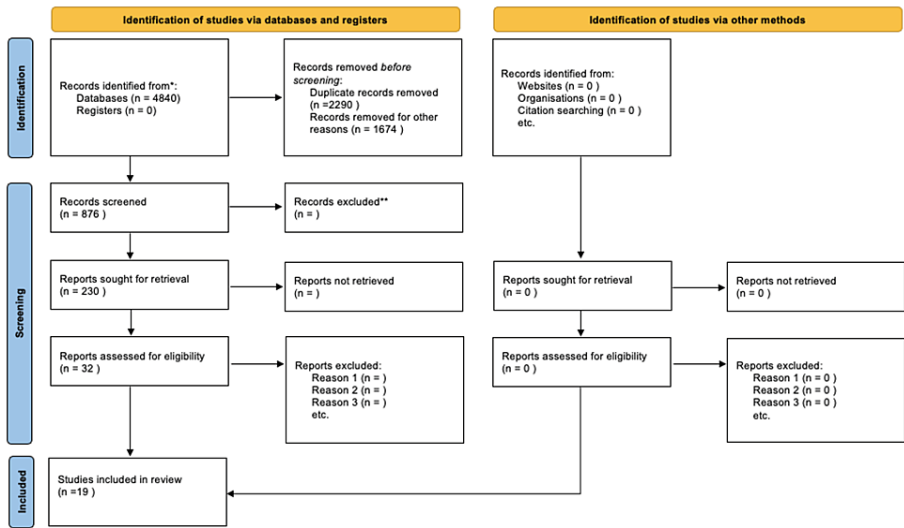 Identification of studies via databases and registers
Identification of studies via other methods
Identification
Records identified from*:
Databases (n = 4840)
Registers (n = 0)
Records removed before
screening:
Duplicate records removed
(n =2290)
Records removed for other
reasons (n = 1674 )
Records identified from:
Websites (n = 0 )
Organisations (n = 0 )
Citation searching (n = 0 )
etc.
Screening
Records screened
(n = 876 )
Records excluded**
(n = )
Reports sought for retrieval
(n = 230)
Reports not retrieved
(n = )
Reports sought for retrieval
(n = 0 )
Reports not retrieved
(n = 0 )
Reports assessed for eligibility
(n = 32 )
Reports excluded:
Reason 1 (n = )
Reason 2 (n = )
Reason 3 (n = )
etc.
Reports assessed for eligibility
(n = 0 )
Reports excluded:
Reason 1 (n = 0 )
Reason 2 (n = 0 )
Reason 3 (n = 0 )
etc.
Included
Studies included in review
(n =19 )